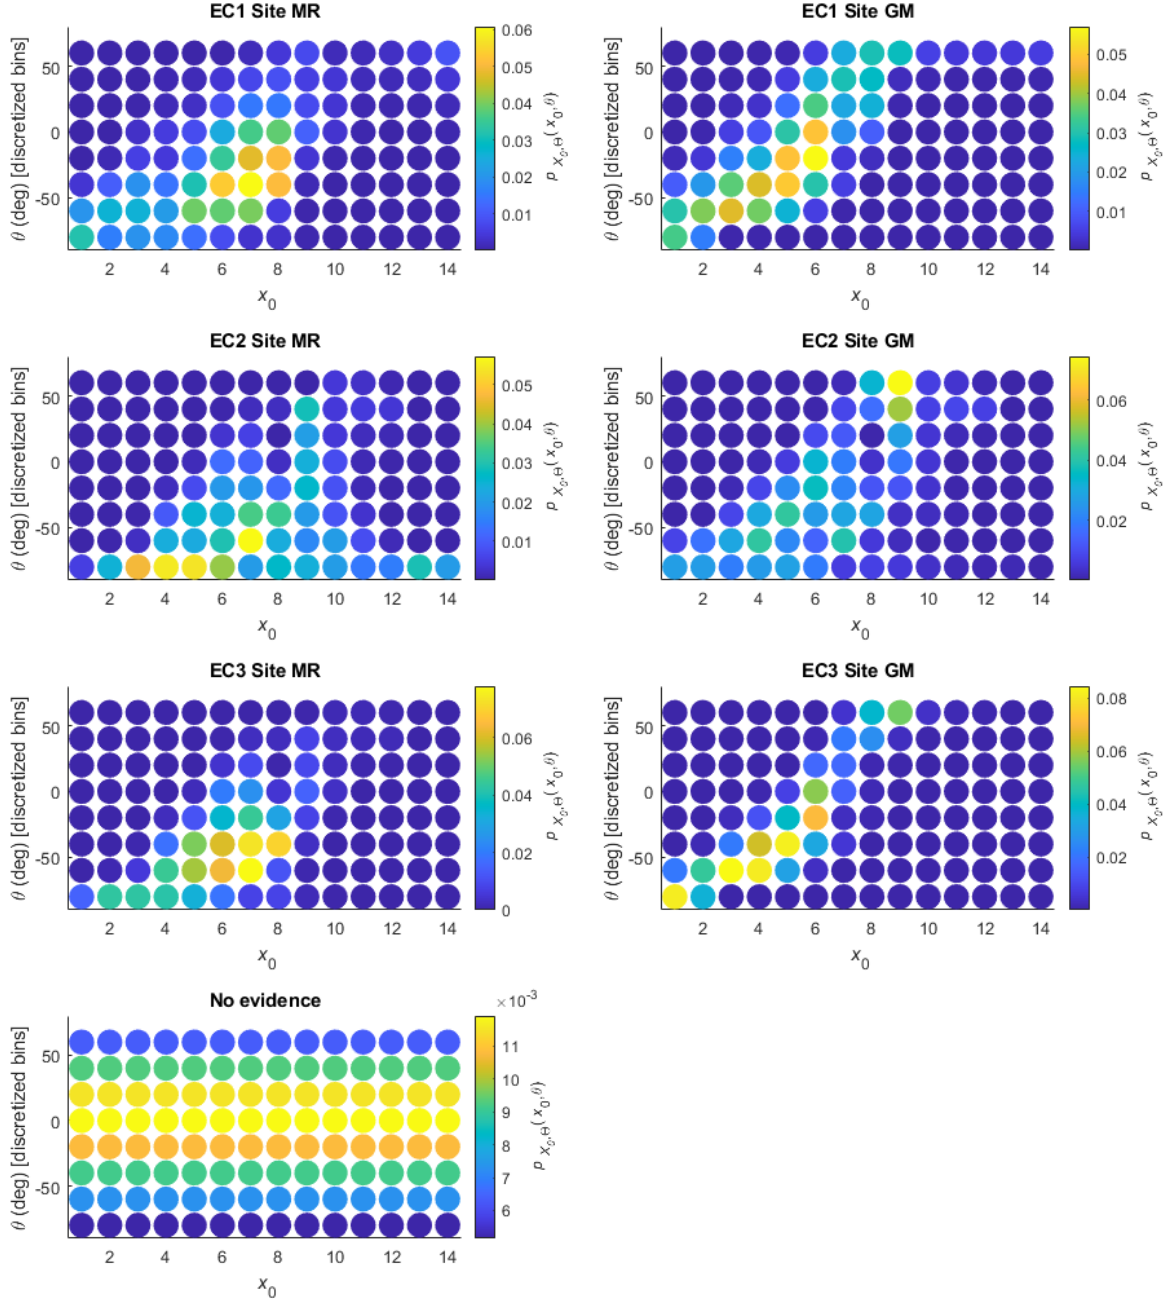 EC1 Site MR
θ (deg) [discretized bins]
50
0
-50
2 4 6 8 10 12 14
x0
0.06
0.05
0.04
0.03
0.02
0.01
p X0,Θ(x0,θ)
EC1 Site GM
θ (deg) [discretized bins]
50
0
-50
2 4 6 8 10 12 14
x0
0.05
0.04
0.03
0.02
0.01
p X0,Θ(x0,θ)
EC2 Site MR
θ (deg) [discretized bins]
50
0
-50
2 4 6 8 10 12 14
x0
0.05
0.04
0.03
0.02
0.01
p X0,Θ(x0,θ)
EC2 Site GM
θ (deg) [discretized bins]
50
0
-50
2 4 6 8 10 12 14
x0
0.06
0.04
0.02
p X0,Θ(x0,θ)
EC3 Site MR
θ (deg) [discretized bins]
50
0
-50
2 4 6 8 10 12 14
x0
0.06
0.04
0.02
0
p X0,Θ(x0,θ)
EC3 Site GM
θ (deg) [discretized bins]
50
0
-50
2 4 6 8 10 12 14
x0
0.08
0.06
0.04
0.02
p X0,Θ(x0,θ)
No evidence
θ (deg) [discretized bins]
50
0
-50
2 4 6 8 10 12 14
x0
×10-3
11
10
9
8
7
6
p X0,Θ(x0,θ)